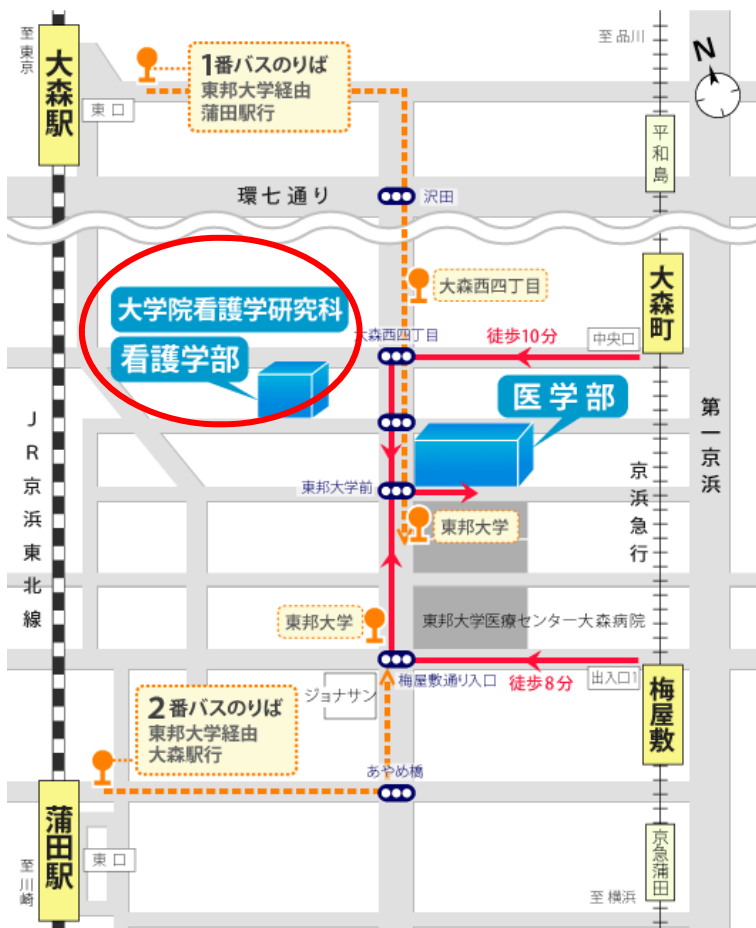 至東京
大森駅
東口
1番バスのりば
東邦大学経由
蒲田駅行
至品川
N
平和島
環七通り
沢田
大森町
大森西四丁目
大学院看護学研究科
大森西四丁目
徒歩10分
中央口
看護学部
医学部
第一京浜
JR京浜東北線
東邦大学前
京浜急行
東邦大学
東邦大学
東邦大学医療センター大森病院
ジョナサン
梅屋敷通り入口
徒歩8分
出入口1
梅屋敷
2番バスのりば
東邦大学経由
大森駅行
あやめ橋
蒲田駅
東口
至川崎
京急蒲田
至横浜